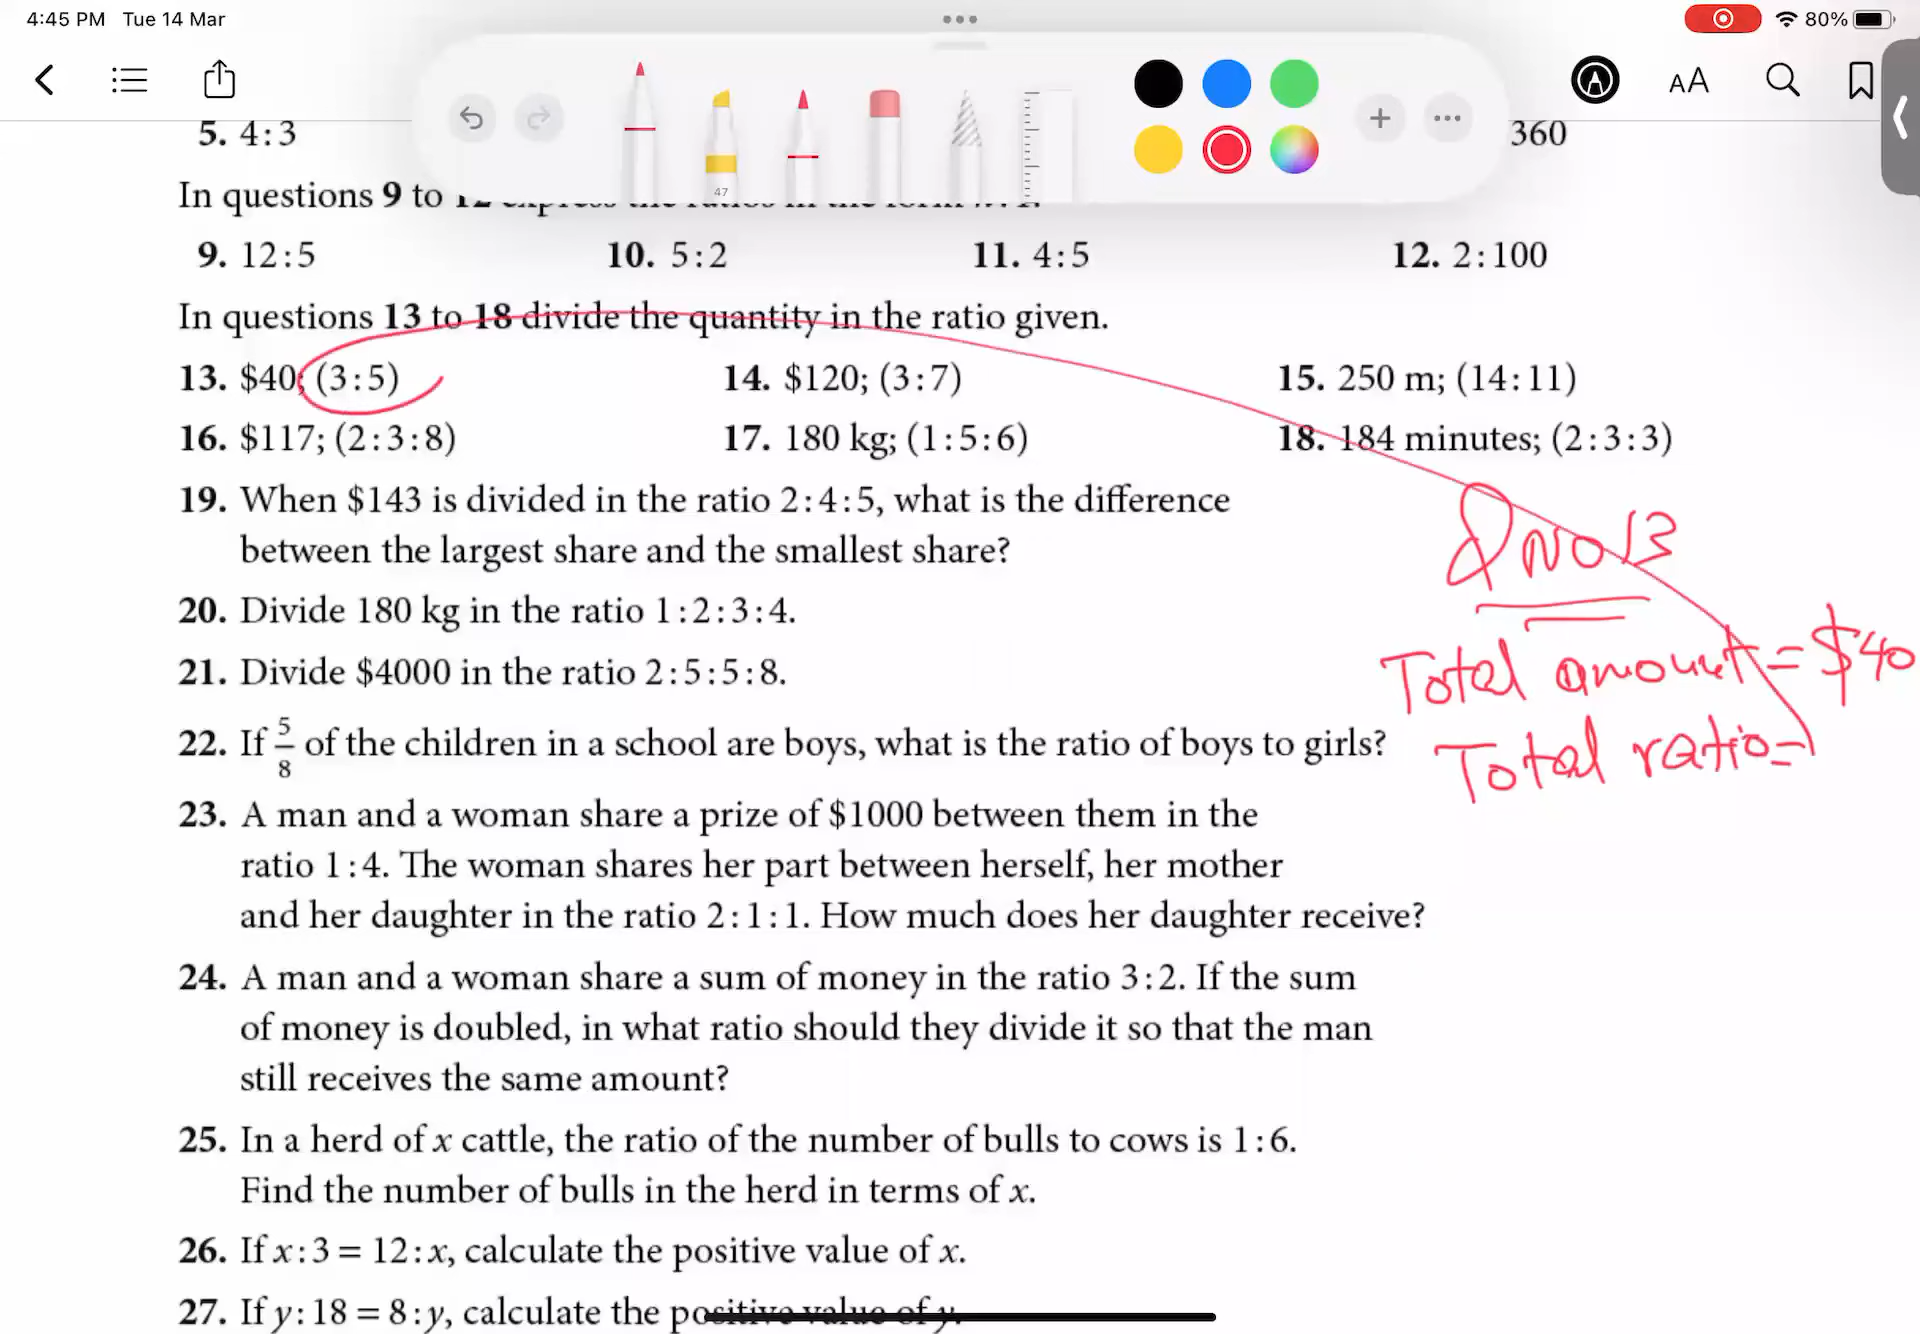 4:45 PM Tue 14 Mar
80%
AA
47
5. 4:3
360
In questions 9 to 12 express the ratios in the form
9. 12:5 10. 5:2 11. 4:5 12. 2:100
In questions 13 to 18 divide the quantity in the ratio given.
13. $40; (3:5) 14. $120; (3:7) 15. 250 m; (14:11)
16. $117; (2:3:8) 17. 180 kg; (1:5:6) 18. 184 minutes; (2:3:3)
19. When $143 is divided in the ratio 2:4:5, what is the difference
between the largest share and the smallest share?
20. Divide 180 kg in the ratio 1:2:3:4.
21. Divide $4000 in the ratio 2:5:5:8.
22. If 5/8 of the children in a school are boys, what is the ratio of boys to girls?
23. A man and a woman share a prize of $1000 between them in the
ratio 1:4. The woman shares her part between herself, her mother
and her daughter in the ratio 2:1:1. How much does her daughter receive?
24. A man and a woman share a sum of money in the ratio 3:2. If the sum
of money is doubled, in what ratio should they divide it so that the man
still receives the same amount?
25. In a herd of x cattle, the ratio of the number of bulls to cows is 1:6.
Find the number of bulls in the herd in terms of x.
26. If x:3 = 12:x, calculate the positive value of x.
27. If y:18 = 8:y, calculate the positive value of y.
Q NO 13
Total amount = $40
Total ratio =